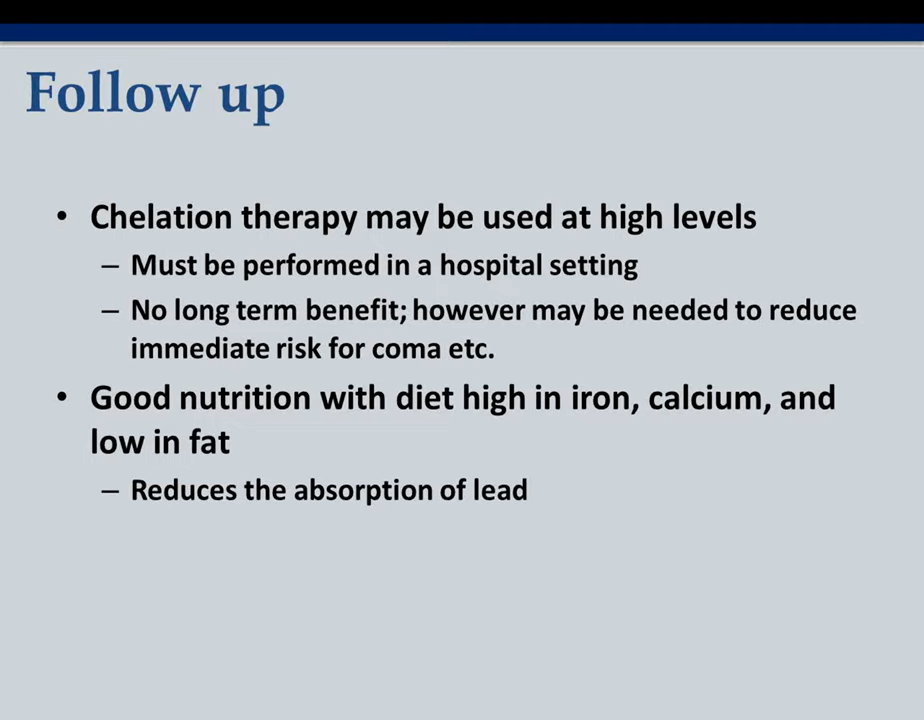 Follow up
• Chelation therapy may be used at high levels
– Must be performed in a hospital setting
– No long term benefit; however may be needed to reduce
immediate risk for coma etc.
• Good nutrition with diet high in iron, calcium, and
low in fat
– Reduces the absorption of lead